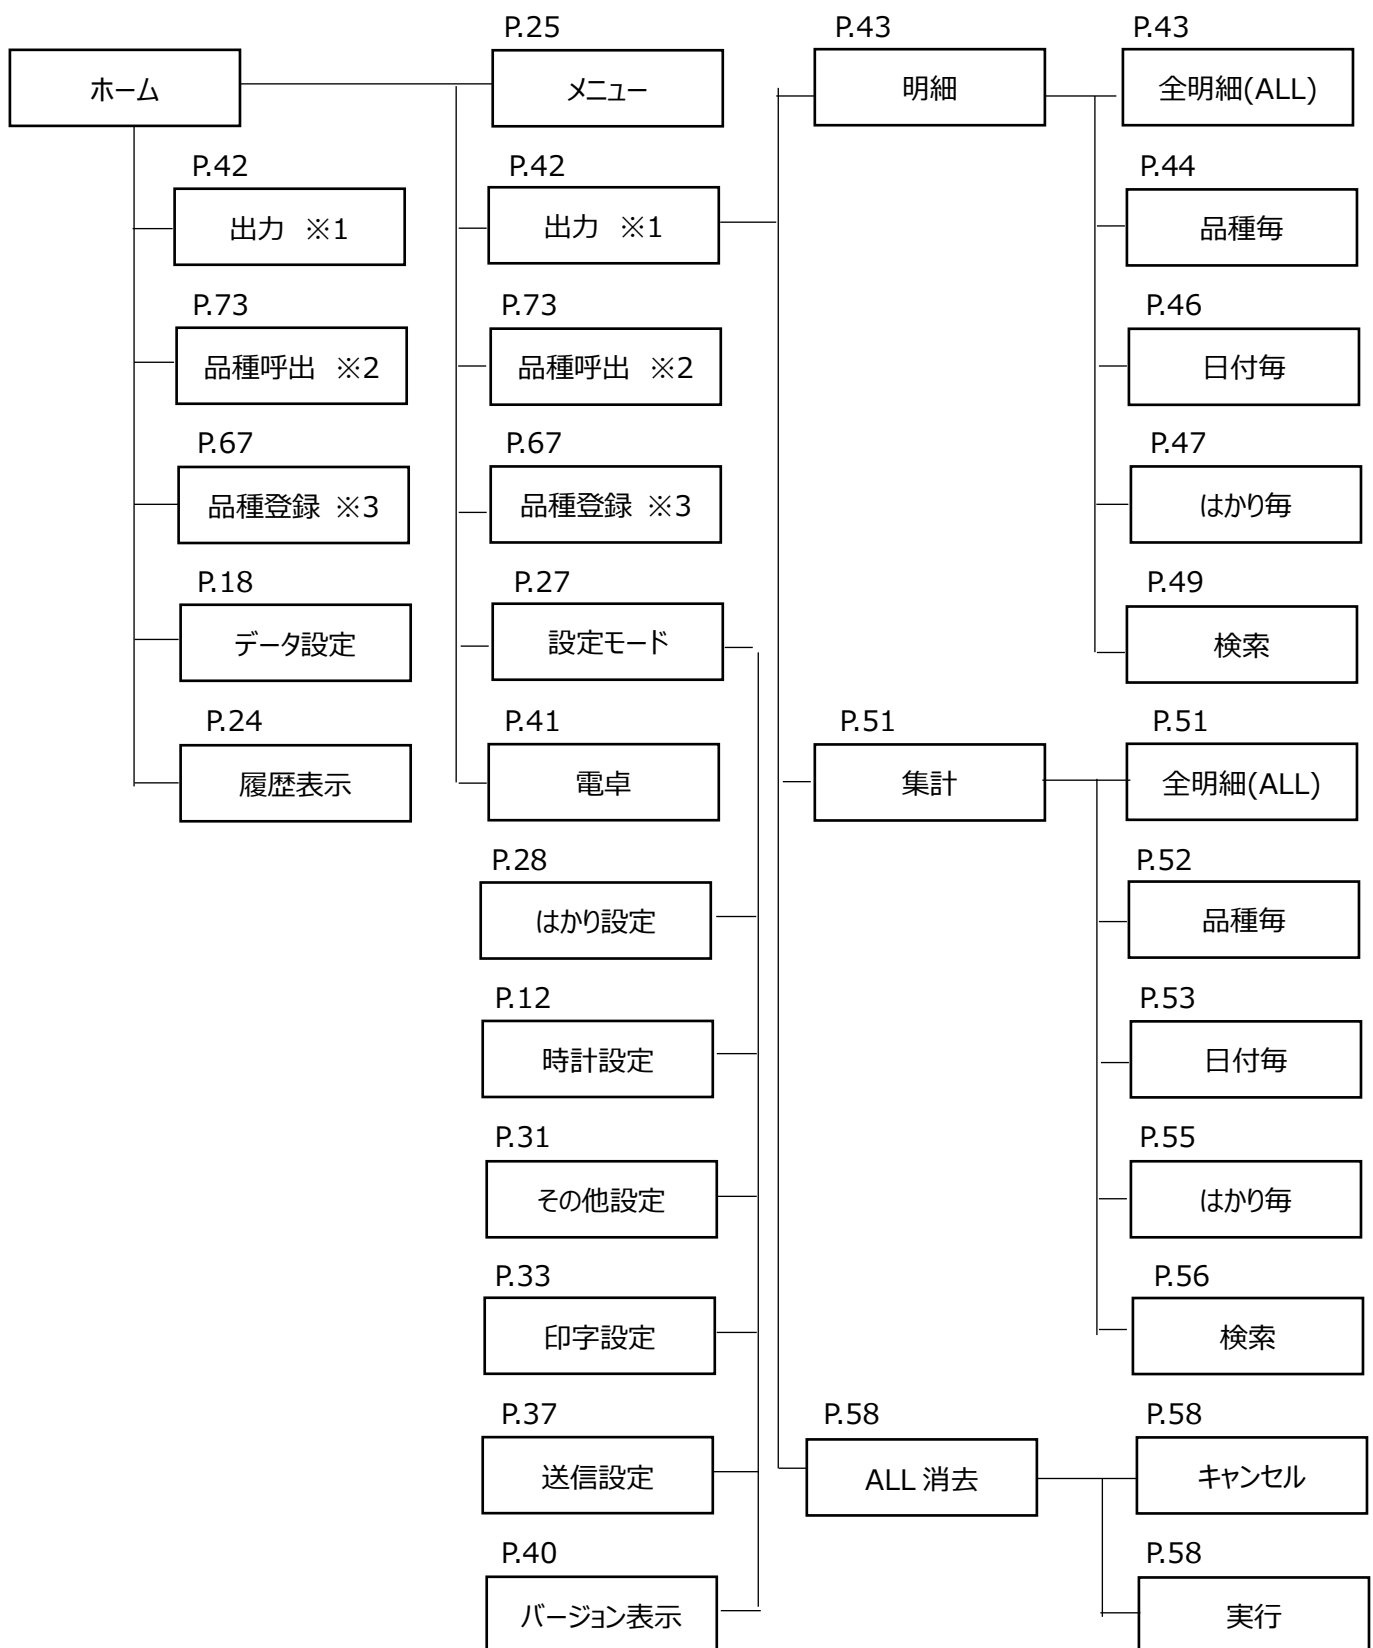 ホーム
P.42
出力 ※1
P.73
品種呼出 ※2
P.67
品種登録 ※3
P.18
データ設定
P.24
履歴表示
P.25
メニュー
P.42
出力 ※1
P.73
品種呼出 ※2
P.67
品種登録 ※3
P.27
設定モード
P.41
電卓
P.28
はかり設定
P.12
時計設定
P.31
その他設定
P.33
印字設定
P.37
送信設定
P.40
バージョン表示
P.43
明細
P.43
全明細(ALL)
P.44
品種毎
P.46
日付毎
P.47
はかり毎
P.49
検索
P.51
集計
P.51
全明細(ALL)
P.52
品種毎
P.53
日付毎
P.55
はかり毎
P.56
検索
P.58
ALL 消去
P.58
キャンセル
P.58
実行